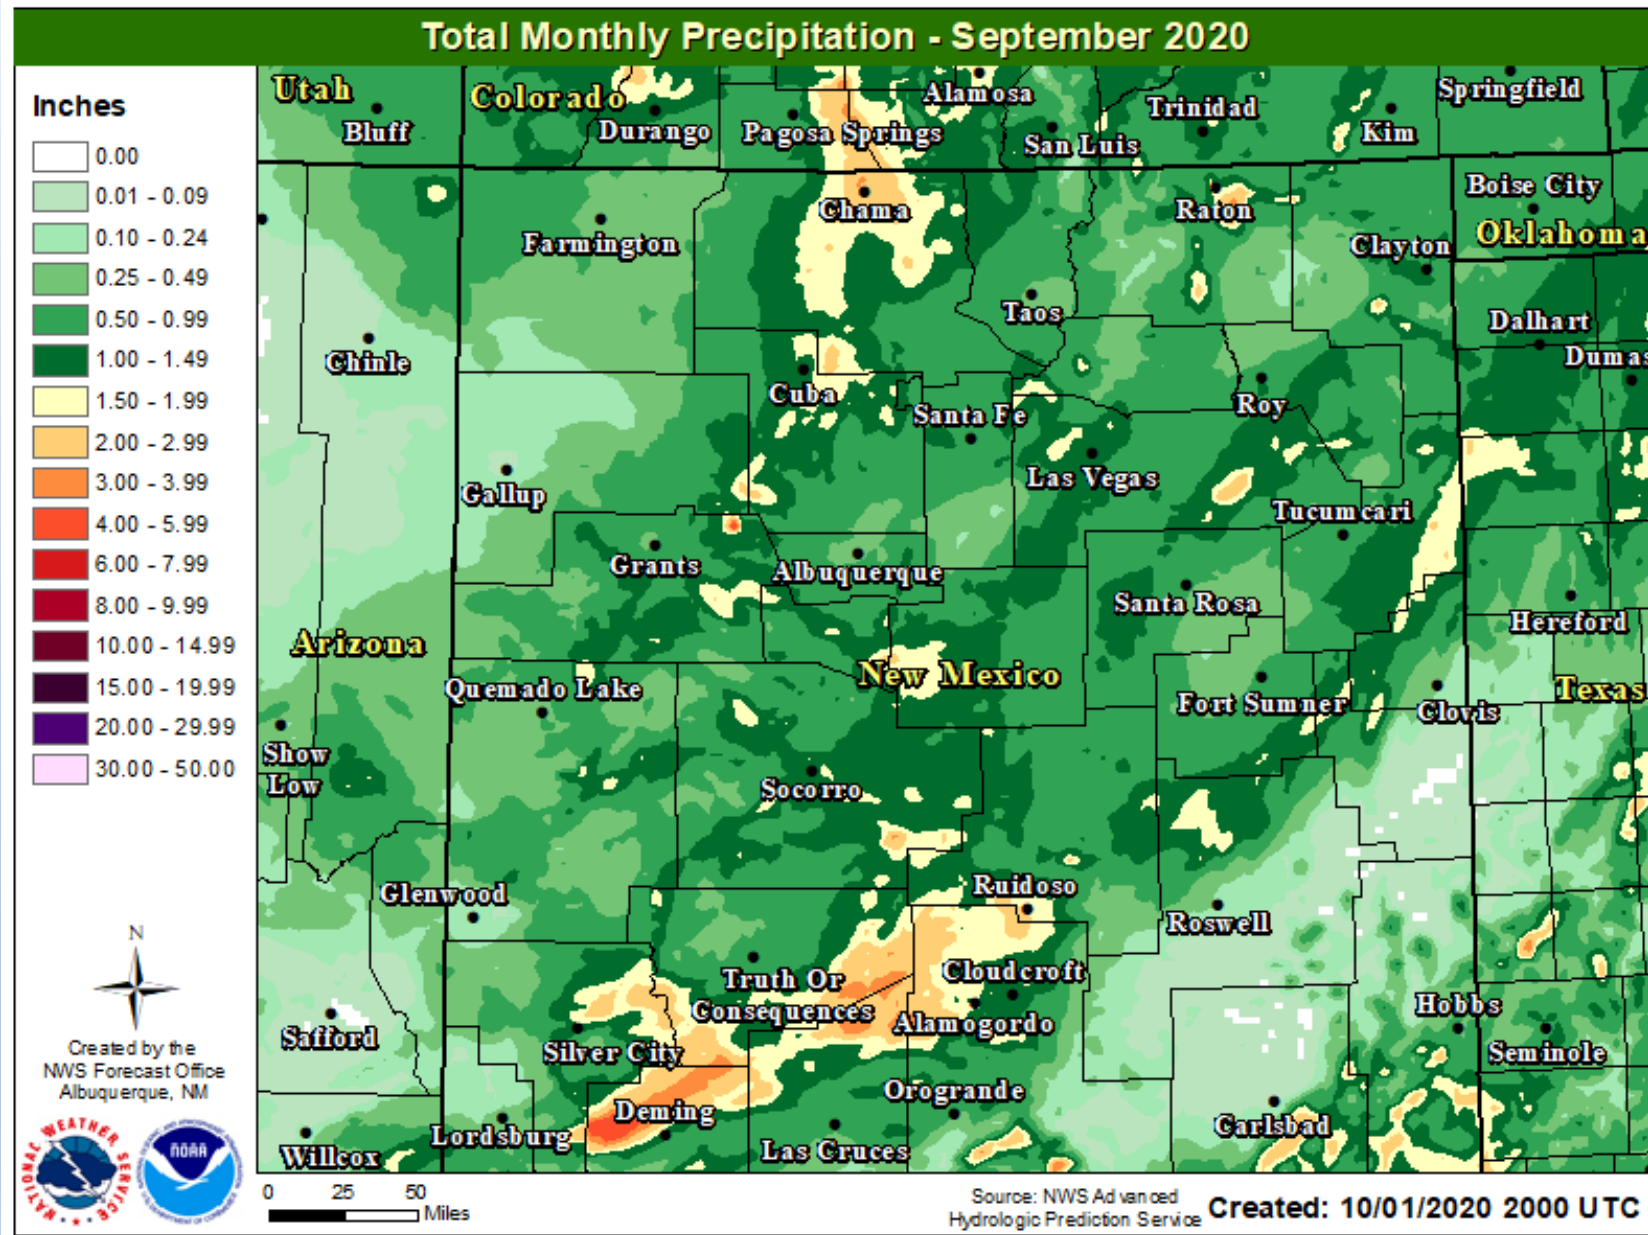 Total Monthly Precipitation - September 2020
Inches
0.00
0.01 - 0.09
0.10 - 0.24
0.25 - 0.49
0.50 - 0.99
1.00 - 1.49
1.50 - 1.99
2.00 - 2.99
3.00 - 3.99
4.00 - 5.99
6.00 - 7.99
8.00 - 9.99
10.00 - 14.99
15.00 - 19.99
20.00 - 29.99
30.00 - 50.00
N
Created by the
NWS Forecast Office
Albuquerque, NM
NATIONAL WEATHER SERVICE
NOAA
Utah
Colorado
Bluff
Durango
Pagosa Springs
Alamosa
San Luis
Trinidad
Kim
Springfield
Boise City
Oklahoma
Chama
Raton
Farmington
Clayton
Taos
Dalhart
Dumas
Chinle
Cuba
Santa Fe
Roy
Gallup
Las Vegas
Tucumcari
Grants
Albuquerque
Santa Rosa
Hereford
Arizona
New Mexico
Quemado Lake
Fort Sumner
Clovis
Texas
Show
Low
Socorro
Glenwood
Ruidoso
Roswell
Truth Or
Consequences
Cloudcroft
Alamogordo
Hobbs
Safford
Silver City
Seminole
Orogrande
Deming
Carlsbad
Lordsburg
Las Cruces
Willcox
0 25 50
Miles
Source: NWS Advanced
Hydrologic Prediction Service
Created: 10/01/2020 2000 UTC